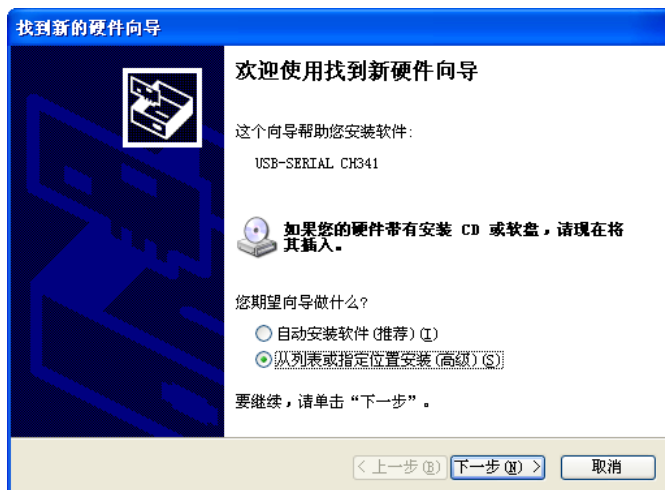 找到新的硬件向导
欢迎使用找到新硬件向导
这个向导帮助您安装软件:
USB-SERIAL CH341
如果您的硬件带有安装 CD 或软盘，请现在将
其插入。
您期望向导做什么?
自动安装软件(推荐)(I)
从列表或指定位置安装(高级)(S)
要继续，请单击“下一步”。
< 上一步(B) 下一步(N) > 取消